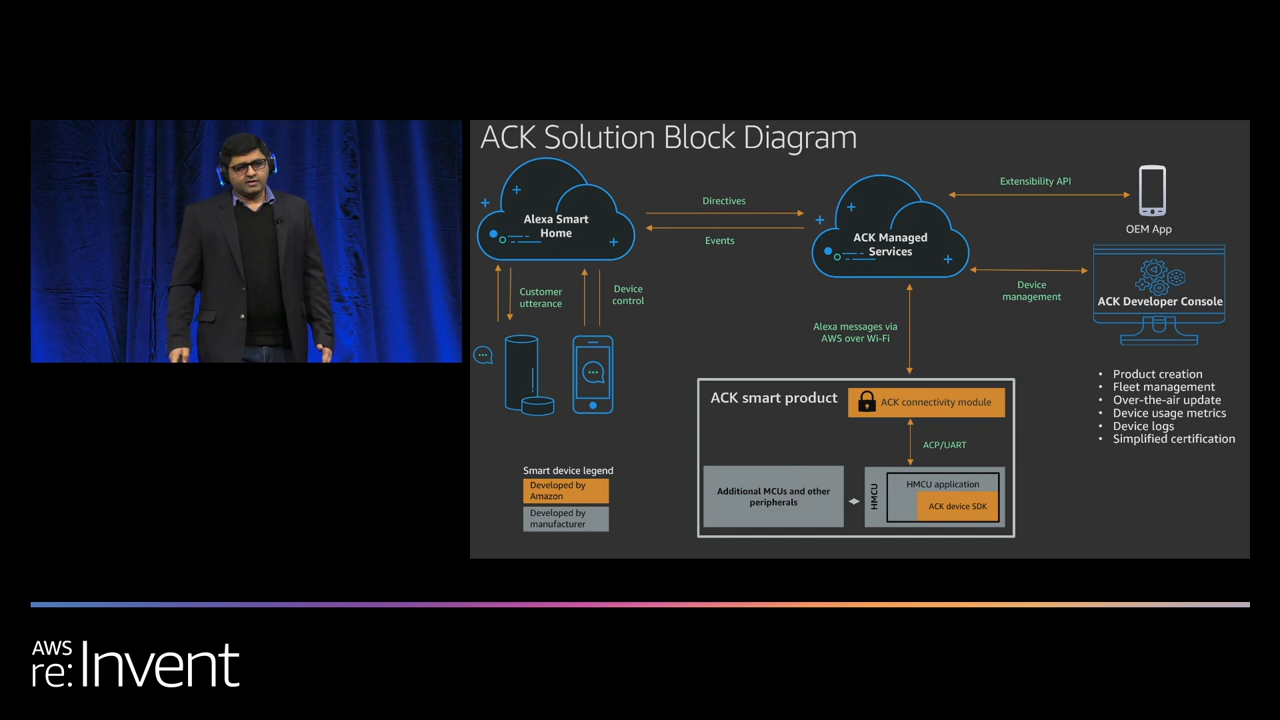 ACK Solution Block Diagram
Alexa Smart
Home
Directives
Events
ACK Managed
Services
Extensibility API
OEM App
Customer
utterance
Device
control
Device
management
ACK Developer Console
Alexa messages via
AWS over Wi-Fi
• Product creation
• Fleet management
• Over-the-air update
• Device usage metrics
• Device logs
• Simplified certification
ACK smart product
ACK connectivity module
ACP/UART
Additional MCUs and other
peripherals
HMCU
HMCU application
ACK device SDK
Smart device legend
Developed by
Amazon
Developed by
manufacturer
AWS
re:Invent